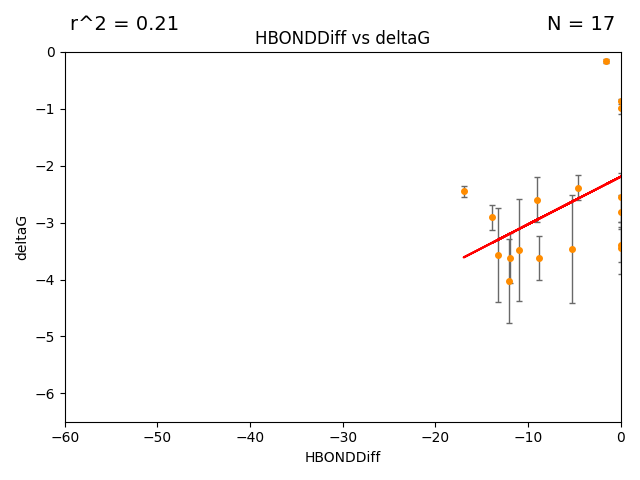 r^2 = 0.21
N = 17
HBONDDiff vs deltaG
deltaG
0
−1
−2
−3
−4
−5
−6
−60
−50
−40
−30
−20
−10
0
HBONDDiff